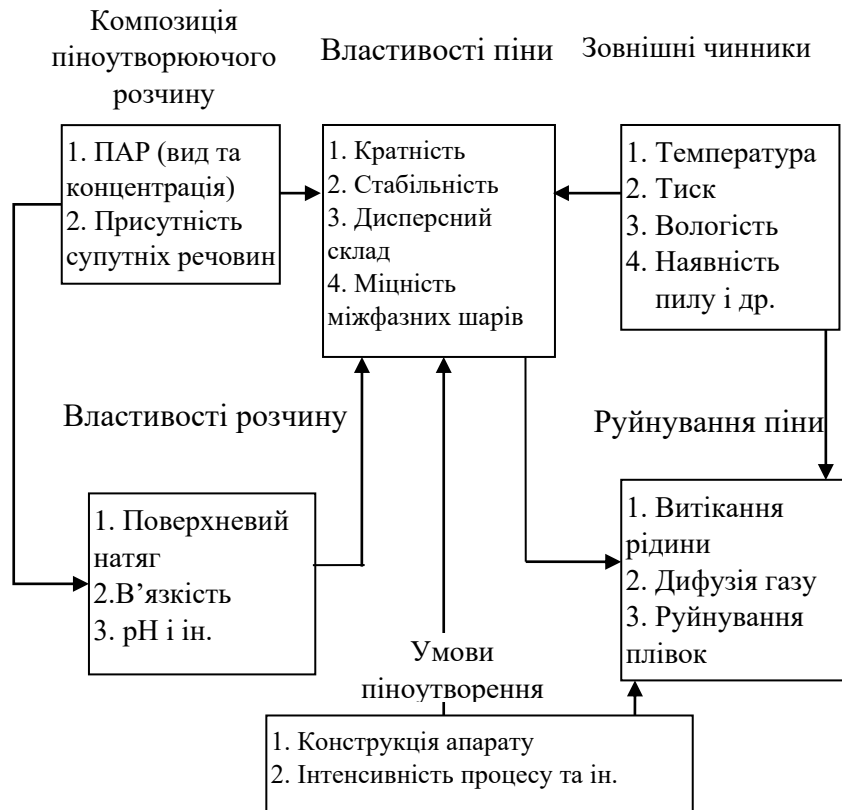 Композиція
піноутворюючого
розчину
Властивості піни
Зовнішні чинники
1. ПАР (вид та
концентрація)
2. Присутність
супутніх речовин
1. Кратність
2. Стабільність
3. Дисперсний
склад
4. Міцність
міжфазних шарів
1. Температура
2. Тиск
3. Вологість
4. Наявність
пилу і др.
Властивості розчину
Руйнування піни
1. Поверхневий
натяг
2.В’язкість
3. рН і ін.
1. Витікання
рідини
2. Дифузія газу
3. Руйнування
плівок
Умови
піноутворення
1. Конструкція апарату
2. Інтенсивність процесу та ін.